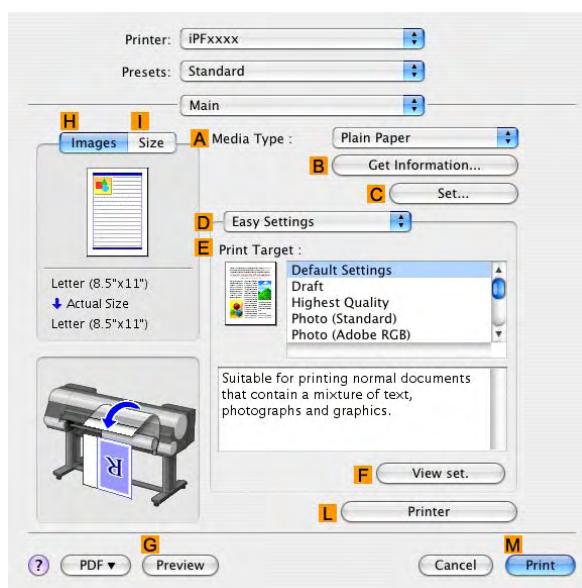 Printer: iPFxxxx
Presets: Standard
Main
H I
Images Size
A Media Type : Plain Paper
B Get Information...
C Set...
D Easy Settings
E Print Target :
Default Settings
Draft
Highest Quality
Photo (Standard)
Photo (Adobe RGB)
Letter (8.5"x11")
Actual Size
Letter (8.5"x11")
Suitable for printing normal documents
that contain a mixture of text,
photographs and graphics.
R
F View set.
L Printer
G M
? PDF Preview Cancel Print